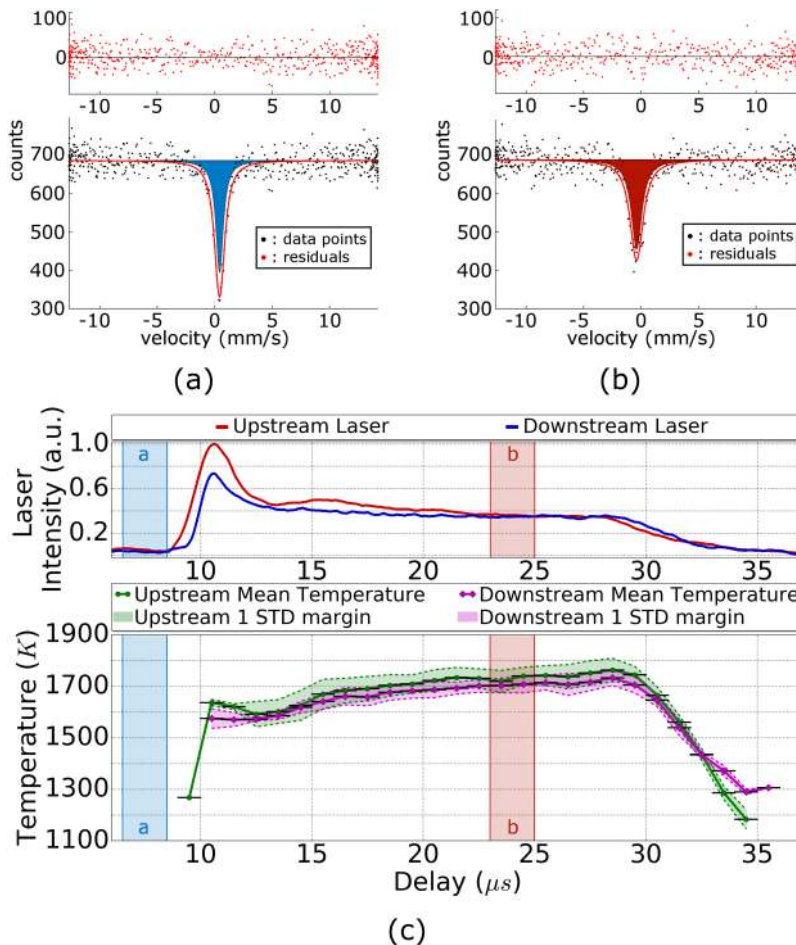 100
0
-10 -5 0 5 10
counts
700
600
500
400
300
• : data points
• : residuals
-10 -5 0 5 10
velocity (mm/s)
(a)
100
0
-10 -5 0 5 10
700
600
500
400
300
• : data points
• : residuals
-10 -5 0 5 10
velocity (mm/s)
(b)
Upstream Laser Downstream Laser
Laser
Intensity (a.u.)
1.0
0.6
0.2
a
b
10 15 20 25 30 35
Upstream Mean Temperature Downstream Mean Temperature
Upstream 1 STD margin Downstream 1 STD margin
Temperature (K)
1900
1700
1500
1300
1100
a
b
10 15 20 25 30 35
Delay (μs)
(c)